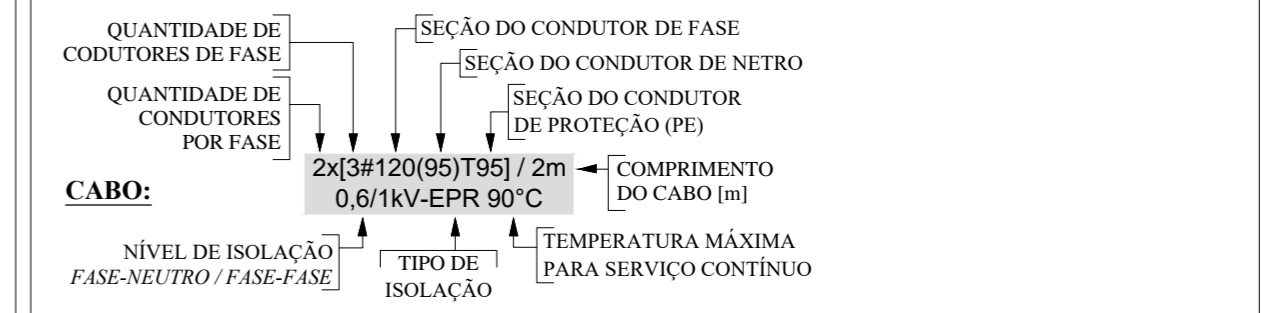 QUANTIDADE DE
CODUTORES DE FASE
SEÇÃO DO CONDUTOR DE FASE
SEÇÃO DO CONDUTOR DE NETRO
QUANTIDADE DE
CONDUTORES
POR FASE
SEÇÃO DO CONDUTOR
DE PROTEÇÃO (PE)
2x[3#120(95)T95] / 2m
0,6/1kV-EPR 90°C
COMPRIMENTO
DO CABO [m]
CABO:
NÍVEL DE ISOLAÇÃO
FASE-NEUTRO / FASE-FASE
TIPO DE
ISOLAÇÃO
TEMPERATURA MÁXIMA
PARA SERVIÇO CONTÍNUO